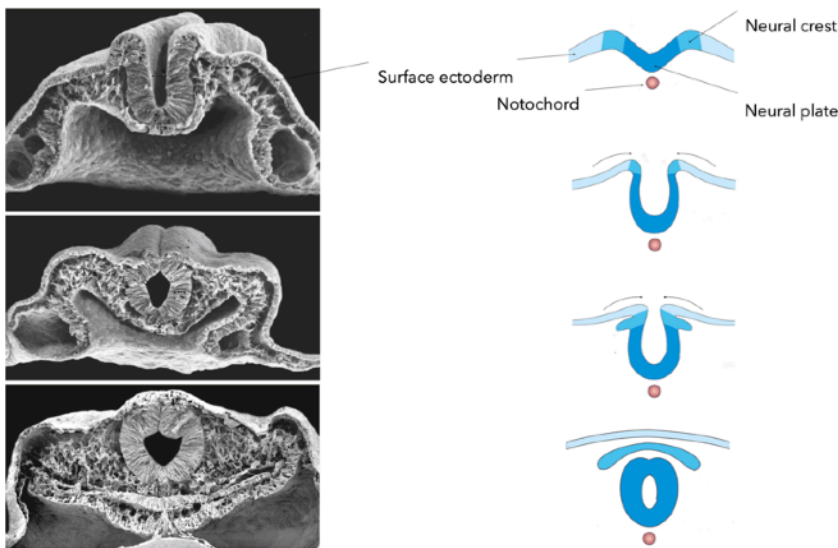 Neural crest
Surface ectoderm
Notochord
Neural plate